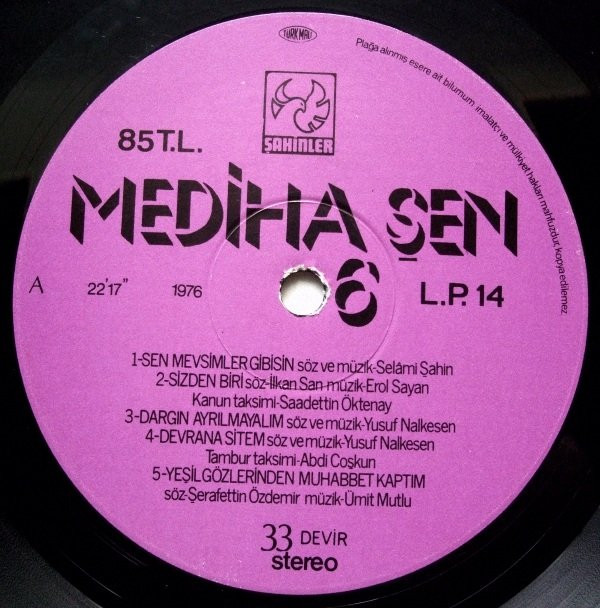 TÜRK MALI
Plağa alınmış esere ait bilumum imalatçı ve mülkiyet hakları mahfuzdur, kopya edilemez.
ŞAHİNLER
85 T.L.
MEDİHA ŞEN
6
A 22'17" 1976 L.P. 14
1-SEN MEVSİMLER GİBİSİN söz ve müzik-Selâmi Şahin
2-SİZDEN BİRİ söz-İlkan San müzik-Erol Sayan
Kanun taksimi-Saadettin Öktenay
3-DARGIN AYRILMAYALIM söz ve müzik-Yusuf Nalkesen
4-DEVRANA SİTEM söz ve müzik-Yusuf Nalkesen
Tambur taksimi-Abdi Coşkun
5-YEŞİL GÖZLERİNDEN MUHABBET KAPTIM
söz-Şerafettin Özdemir müzik-Ümit Mutlu
33 DEVİR
stereo